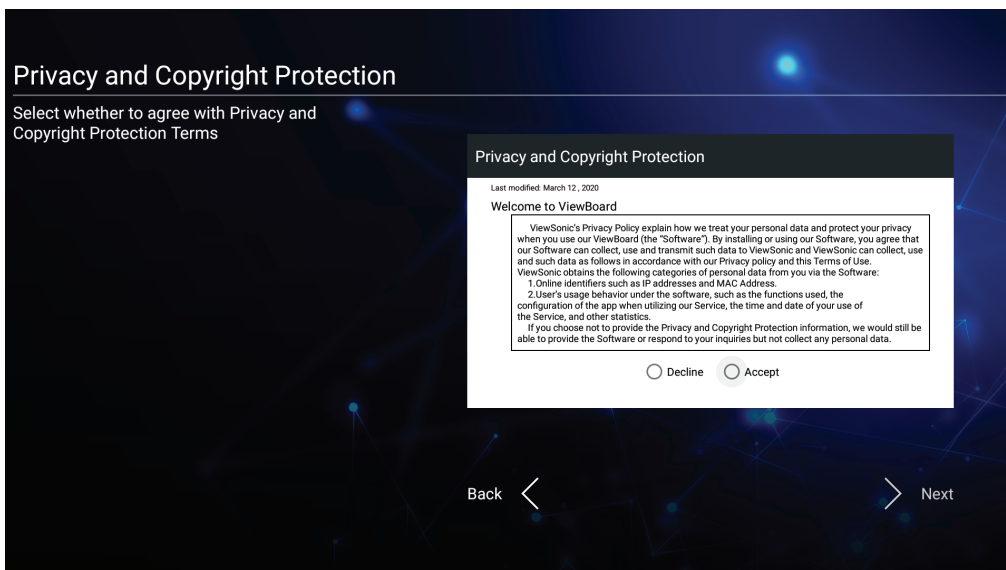 Privacy and Copyright Protection
Select whether to agree with Privacy and
Copyright Protection Terms
Privacy and Copyright Protection
Last modified: March 12 , 2020
Welcome to ViewBoard
ViewSonic's Privacy Policy explain how we treat your personal data and protect your privacy
when you use our ViewBoard (the "Software"). By installing or using our Software, you agree that
our Software can collect, use and transmit such data to ViewSonic and ViewSonic can collect, use
and such data as follows in accordance with our Privacy policy and this Terms of Use.
ViewSonic obtains the following categories of personal data from you via the Software:
1.Online identifiers such as IP addresses and MAC Address.
2.User's usage behavior under the software, such as the functions used, the
configuration of the app when utilizing our Service, the time and date of your use of
the Service, and other statistics.
If you choose not to provide the Privacy and Copyright Protection information, we would still be
able to provide the Software or respond to your inquiries but not collect any personal data.
Decline Accept
Back Next